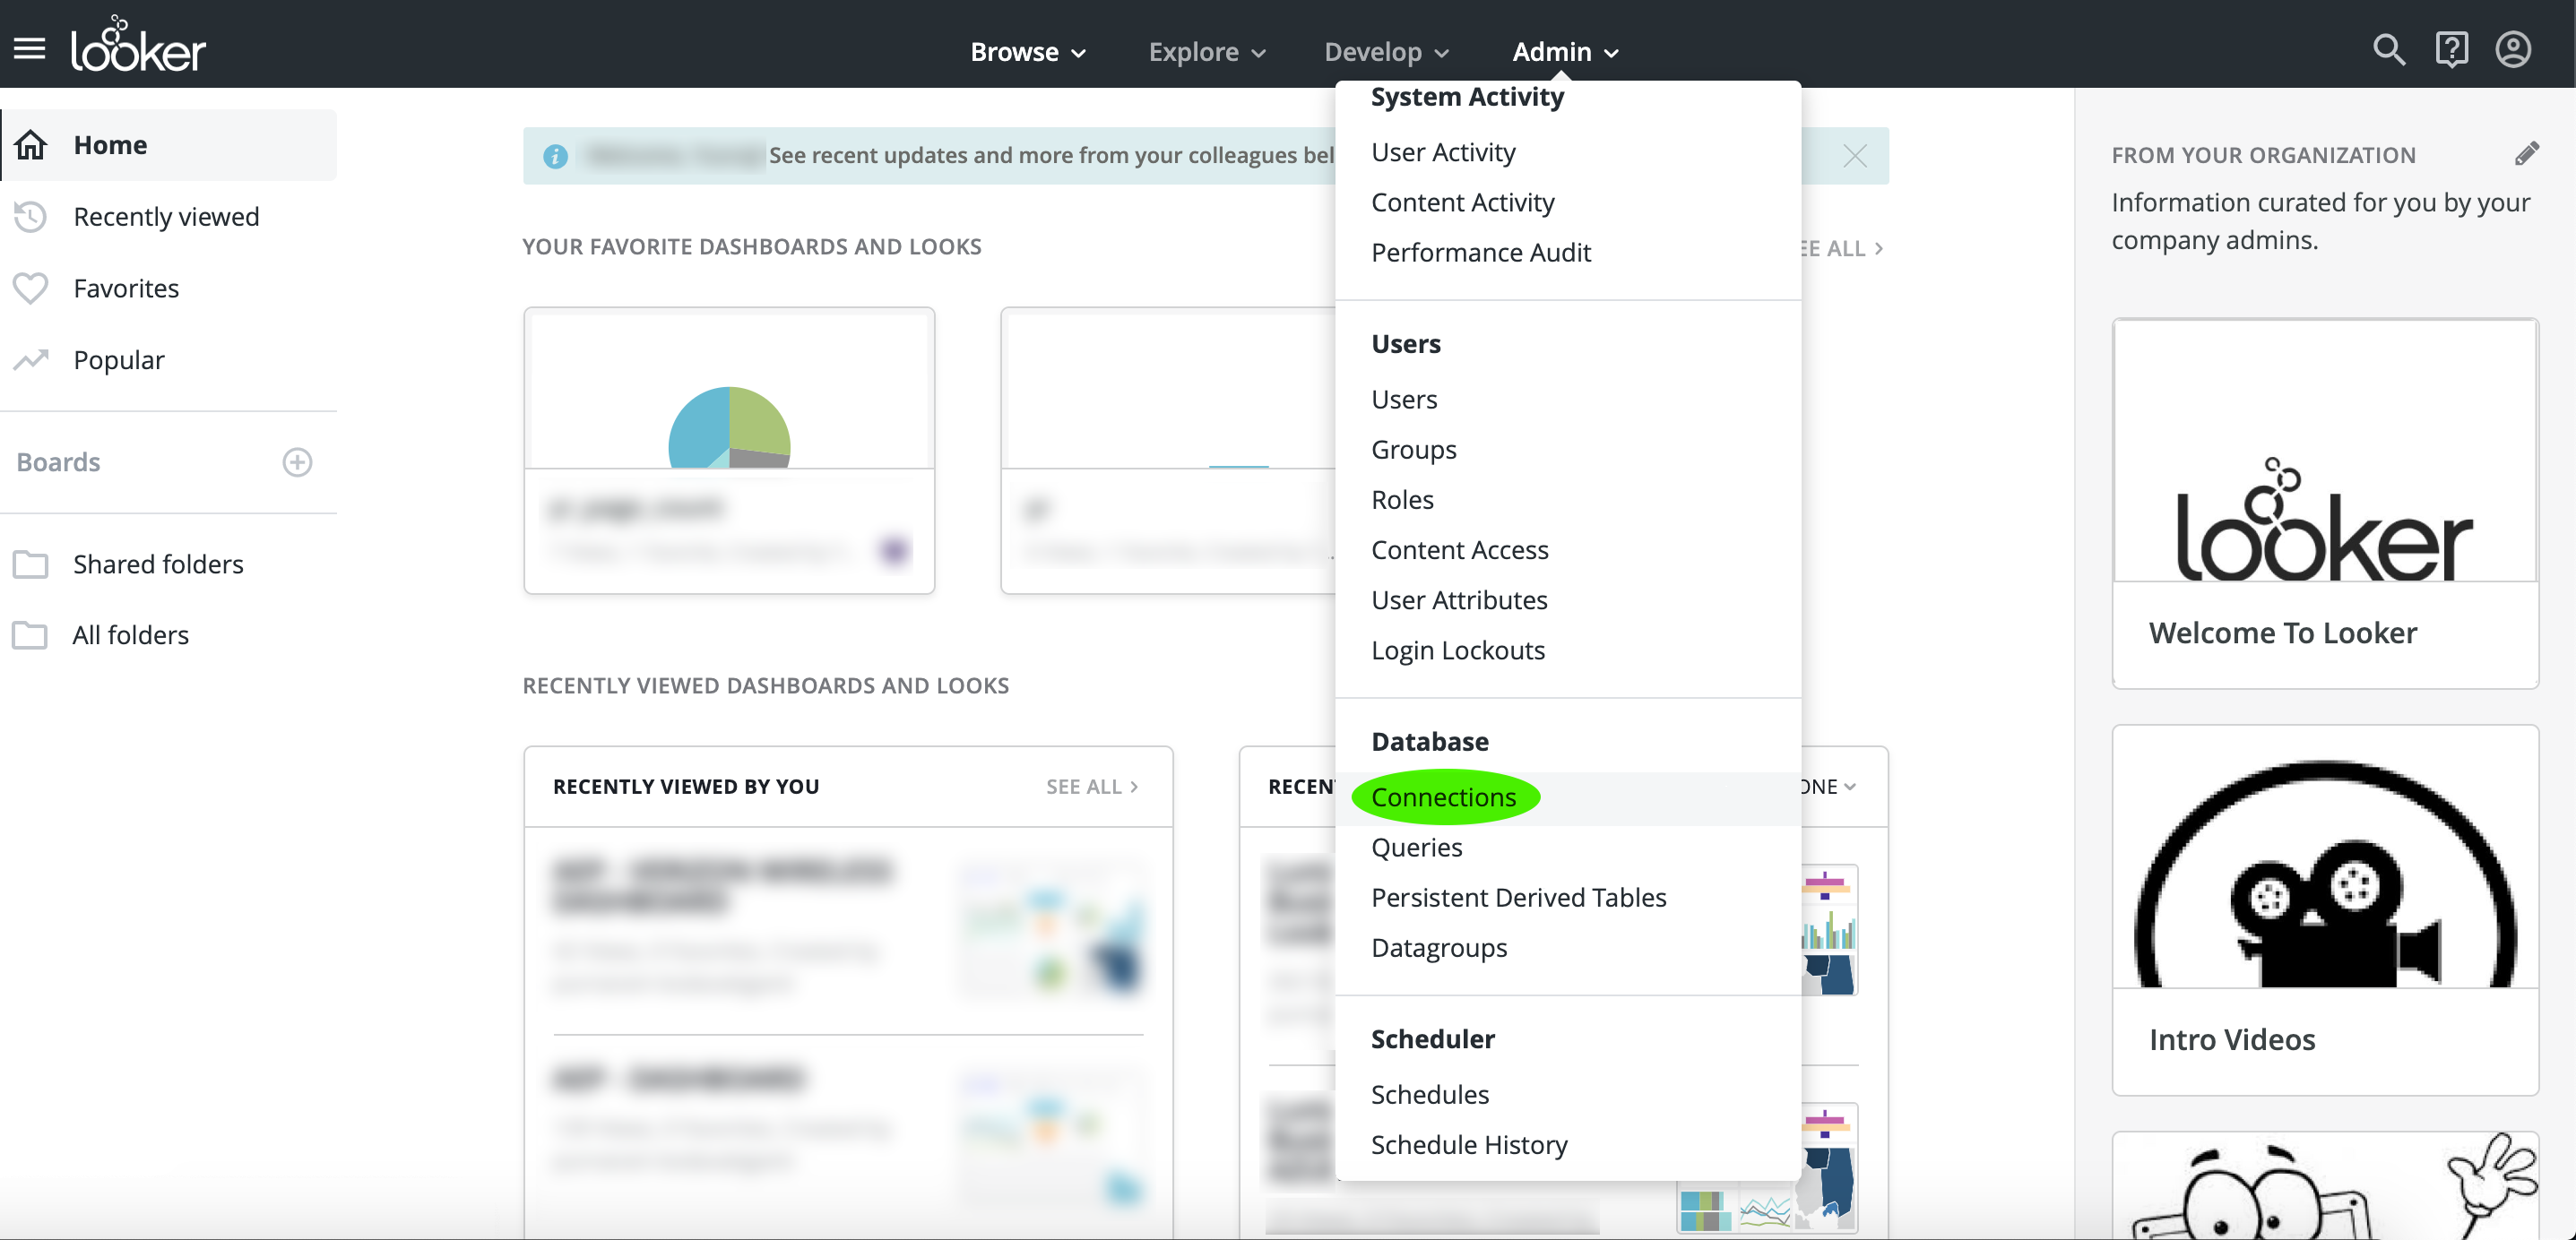 looker
Browse
Explore
Develop
Admin
Home
Recently viewed
Favorites
Popular
Boards
Shared folders
All folders
See recent updates and more from your colleagues bel
YOUR FAVORITE DASHBOARDS AND LOOKS
EE ALL >
RECENTLY VIEWED DASHBOARDS AND LOOKS
RECENTLY VIEWED BY YOU
SEE ALL >
RECEN
ONE
System Activity
User Activity
Content Activity
Performance Audit
Users
Users
Groups
Roles
Content Access
User Attributes
Login Lockouts
Database
Connections
Queries
Persistent Derived Tables
Datagroups
Scheduler
Schedules
Schedule History
FROM YOUR ORGANIZATION
Information curated for you by your
company admins.
looker
Welcome To Looker
Intro Videos